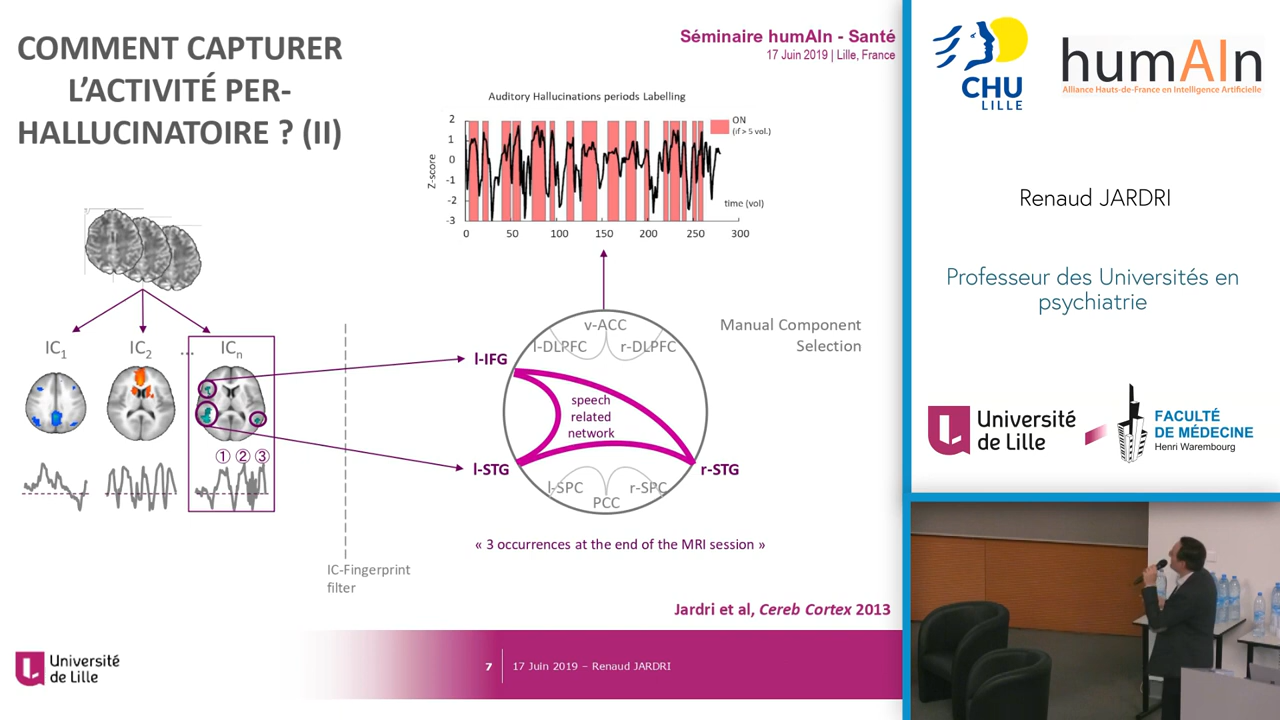 COMMENT CAPTURER
L'ACTIVITÉ PER-
HALLUCINATOIRE ? (II)
Séminaire humAIn - Santé
17 Juin 2019 | Lille, France
Auditory Hallucinations periods Labelling
ON
(if > 5 vol.)
Z-score
2
1
0
-1
-2
-3
time (vol)
0 50 100 150 200 250 300
IC1
IC2
...
ICn
① ② ③
IC-Fingerprint
filter
Manual Component
Selection
v-ACC
l-DLPFC
r-DLPFC
l-IFG
speech
related
network
l-STG
r-STG
l-SPC
r-SPC
PCC
« 3 occurrences at the end of the MRI session »
Jardri et al, Cereb Cortex 2013
Université
de Lille
7
17 Juin 2019 – Renaud JARDRI
CHU
LILLE
humAIn
Alliance Hauts-de-France en Intelligence Artificielle
Renaud JARDRI
Professeur des Universités en
psychiatrie
Université
de Lille
FACULTÉ
DE MÉDECINE
Henri Warembourg